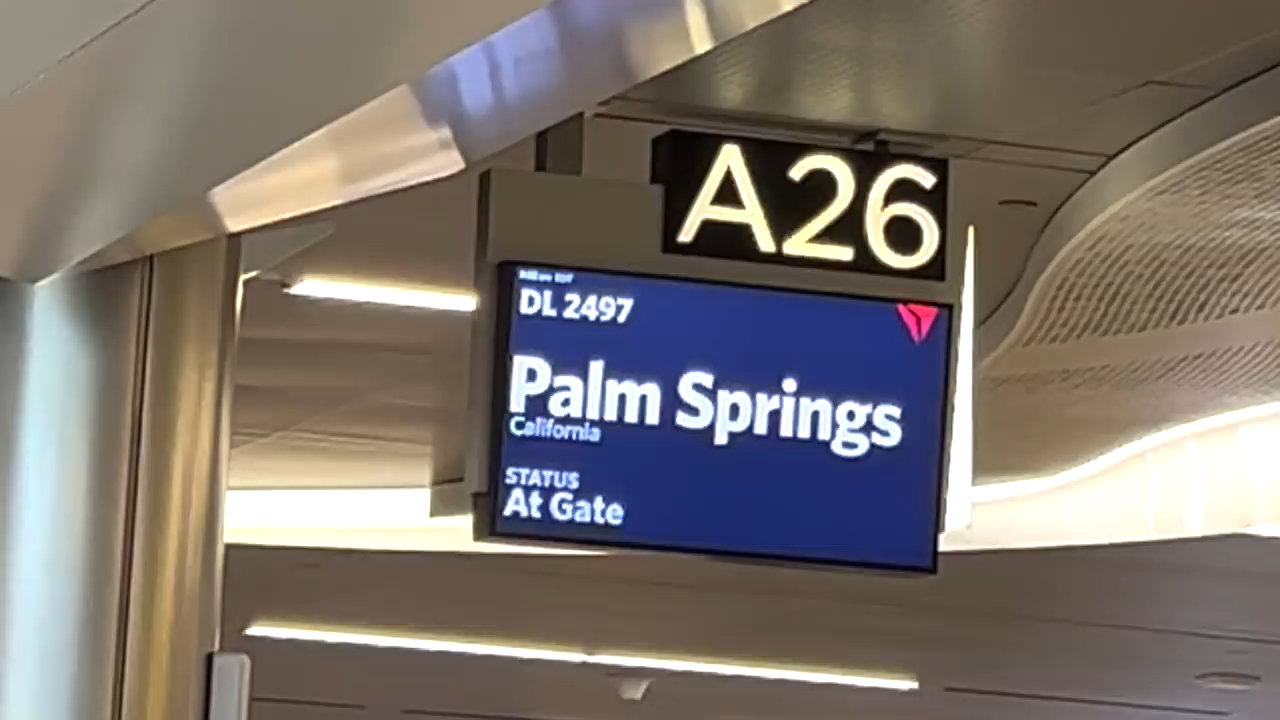 A26
DL 2497
Palm Springs
California
STATUS
At Gate